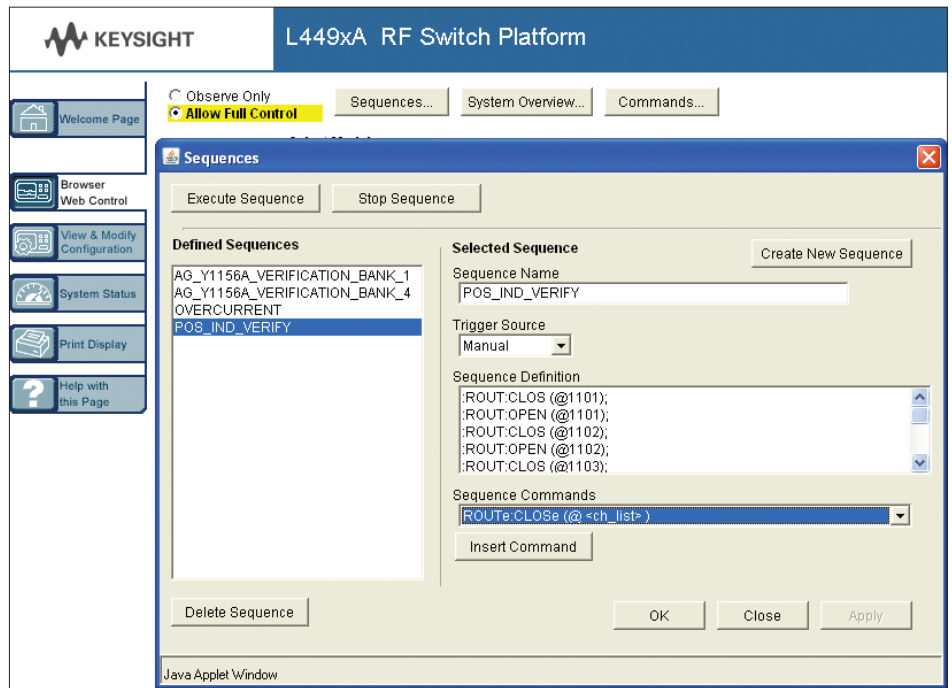 KEYSIGHT
L449xA RF Switch Platform
Observe Only
Allow Full Control
Sequences...
System Overview...
Commands...
Welcome Page
Browser
Web Control
View & Modify
Configuration
System Status
Print Display
Help with
this Page
Sequences
Execute Sequence
Stop Sequence
Defined Sequences
AG_Y1156A_VERIFICATION_BANK_1
AG_Y1156A_VERIFICATION_BANK_4
OVERCURRENT
POS_IND_VERIFY
Delete Sequence
Selected Sequence
Create New Sequence
Sequence Name
POS_IND_VERIFY
Trigger Source
Manual
Sequence Definition
:ROUT:CLOS (@1101);
:ROUT:OPEN (@1101);
:ROUT:CLOS (@1102);
:ROUT:OPEN (@1102);
:ROUT:CLOS (@1103);
Sequence Commands
ROUTe:CLOSe (@ <ch_list> )
Insert Command
OK
Close
Apply
Java Applet Window